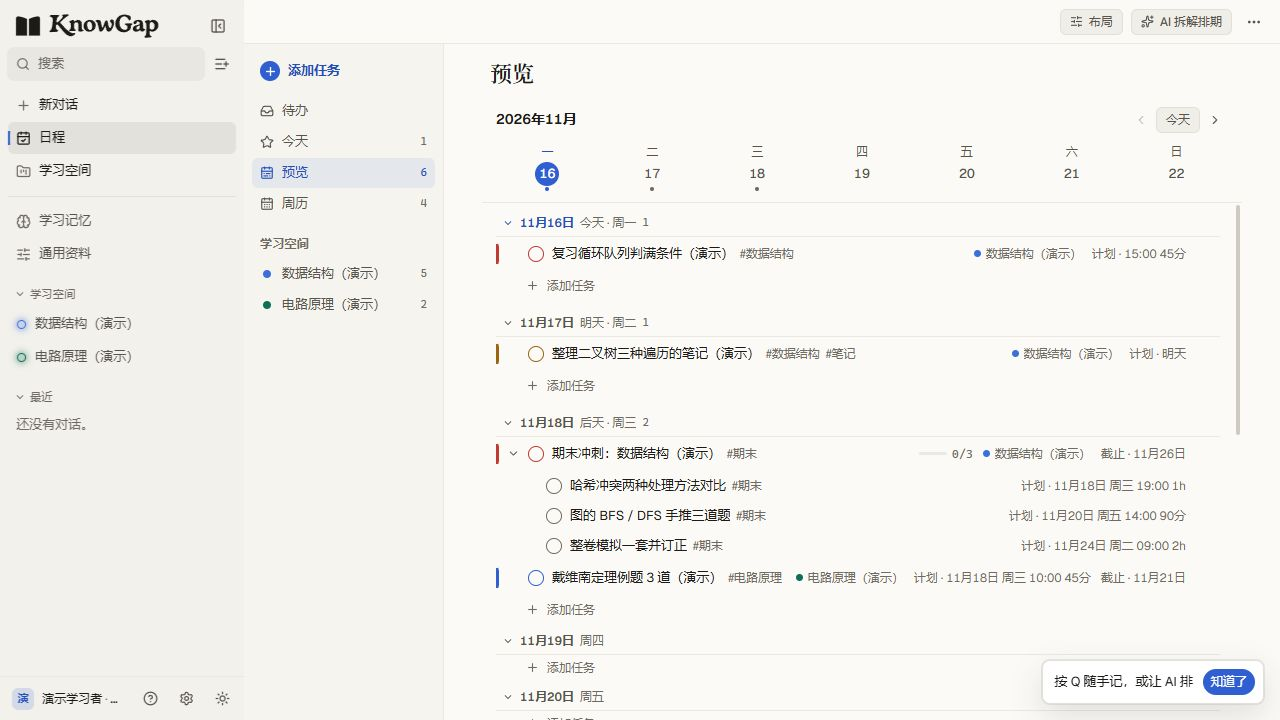 KnowGap
搜索
新对话
日程
学习空间
学习记忆
通用资料
学习空间
数据结构（演示）
电路原理（演示）
最近
还没有对话。
演 演示学习者 · ...
添加任务
待办
今天 1
预览 6
周历 4
学习空间
数据结构（演示） 5
电路原理（演示） 2
布局 AI 拆解排期
预览
2026年11月 今天
一 二 三 四 五 六 日
16 17 18 19 20 21 22
11月16日 今天 · 周一 1
复习循环队列判满条件（演示） #数据结构 数据结构（演示） 计划 · 15:00 45分
添加任务
11月17日 明天 · 周二 1
整理二叉树三种遍历的笔记（演示） #数据结构 #笔记 数据结构（演示） 计划 · 明天
添加任务
11月18日 后天 · 周三 2
期末冲刺：数据结构（演示） #期末 0/3 数据结构（演示） 截止 · 11月26日
哈希冲突两种处理方法对比 #期末 计划 · 11月18日 周三 19:00 1h
图的 BFS / DFS 手推三道题 #期末 计划 · 11月20日 周五 14:00 90分
整卷模拟一套并订正 #期末 计划 · 11月24日 周二 09:00 2h
戴维南定理例题 3 道（演示） #电路原理 电路原理（演示） 计划 · 11月18日 周三 10:00 45分 截止 · 11月21日
添加任务
11月19日 周四
添加任务
11月20日 周五
按 Q 随手记，或让 AI 排 知道了